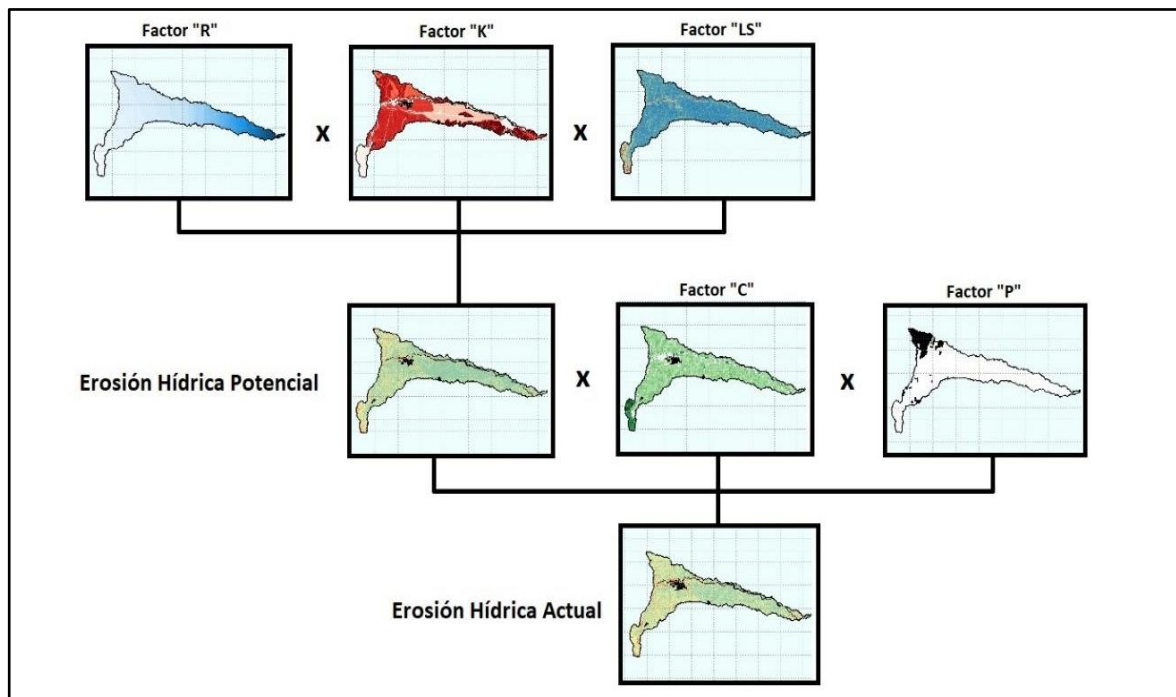 Factor "R"
Factor "K"
Factor "LS"
X
X
Erosión Hídrica Potencial
Factor "C"
Factor "P"
X
X
Erosión Hídrica Actual